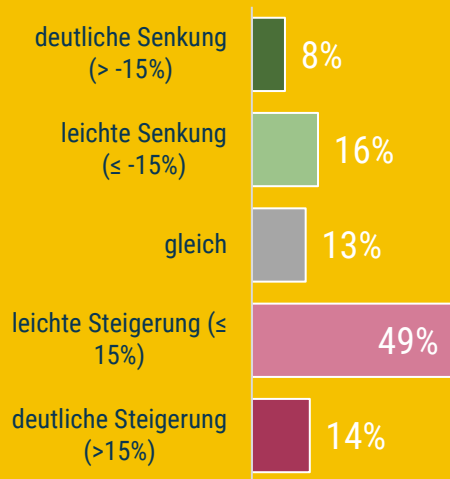 deutliche Senkung
(> -15%)
8%
leichte Senkung
(≤ -15%)
16%
gleich
13%
leichte Steigerung (≤
15%)
49%
deutliche Steigerung
(>15%)
14%